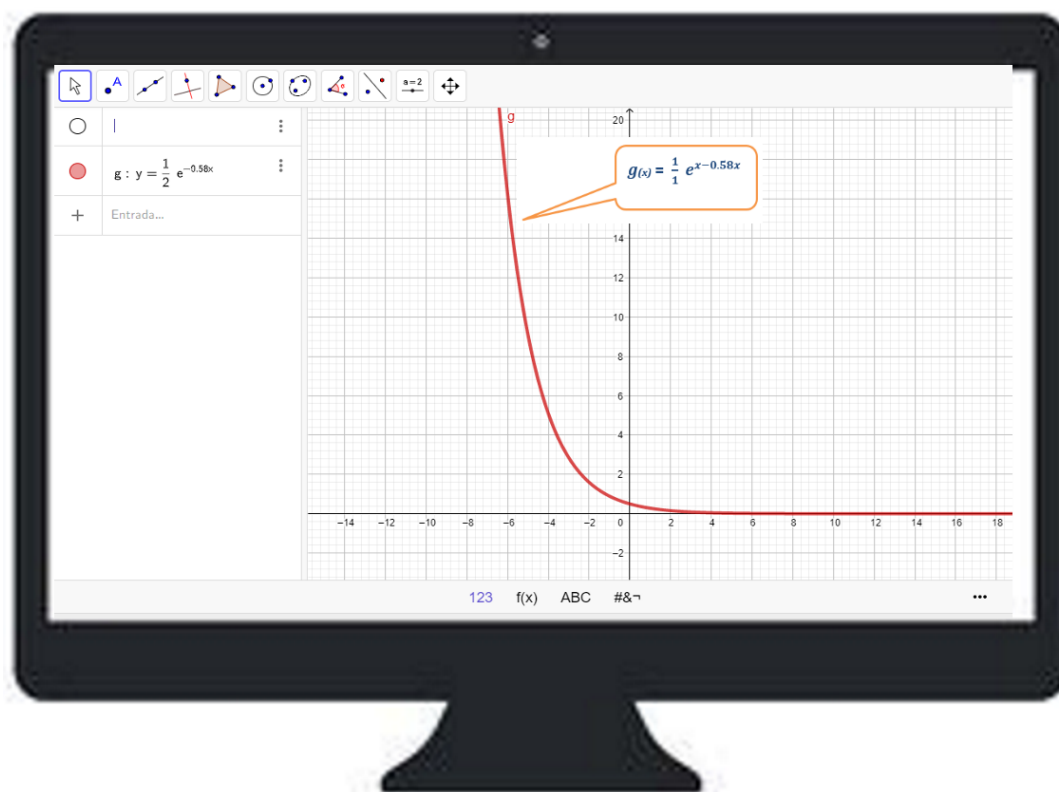 A
a=2
g : y = 1/2 e^−0.58x
Entrada...
g
g(x) = 1/1 e^x−0.58x
20
14
12
10
8
6
4
2
−14 −12 −10 −8 −6 −4 −2 0 2 4 6 8 10 12 14 16 18
−2
123 f(x) ABC #&¬